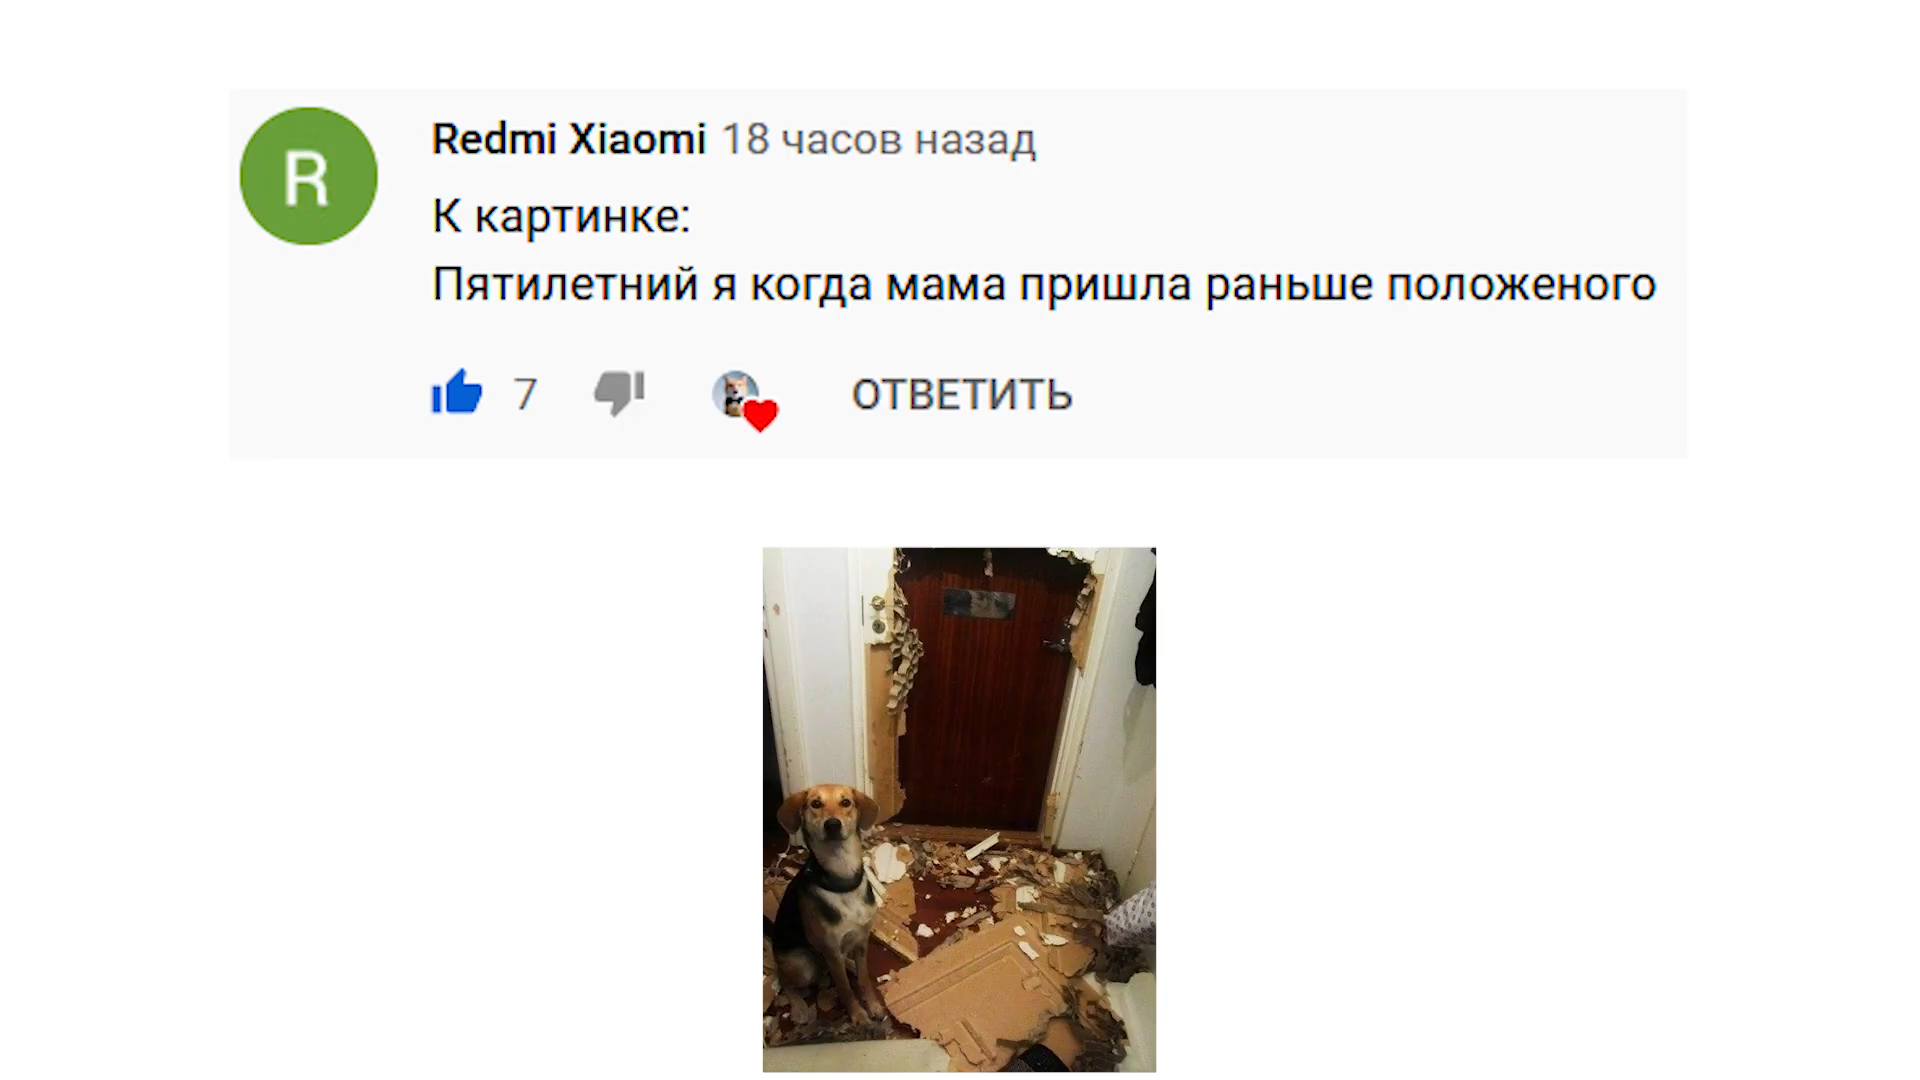 R
Redmi Xiaomi 18 часов назад
К картинке:
Пятилетний я когда мама пришла раньше положеного
7
ОТВЕТИТЬ